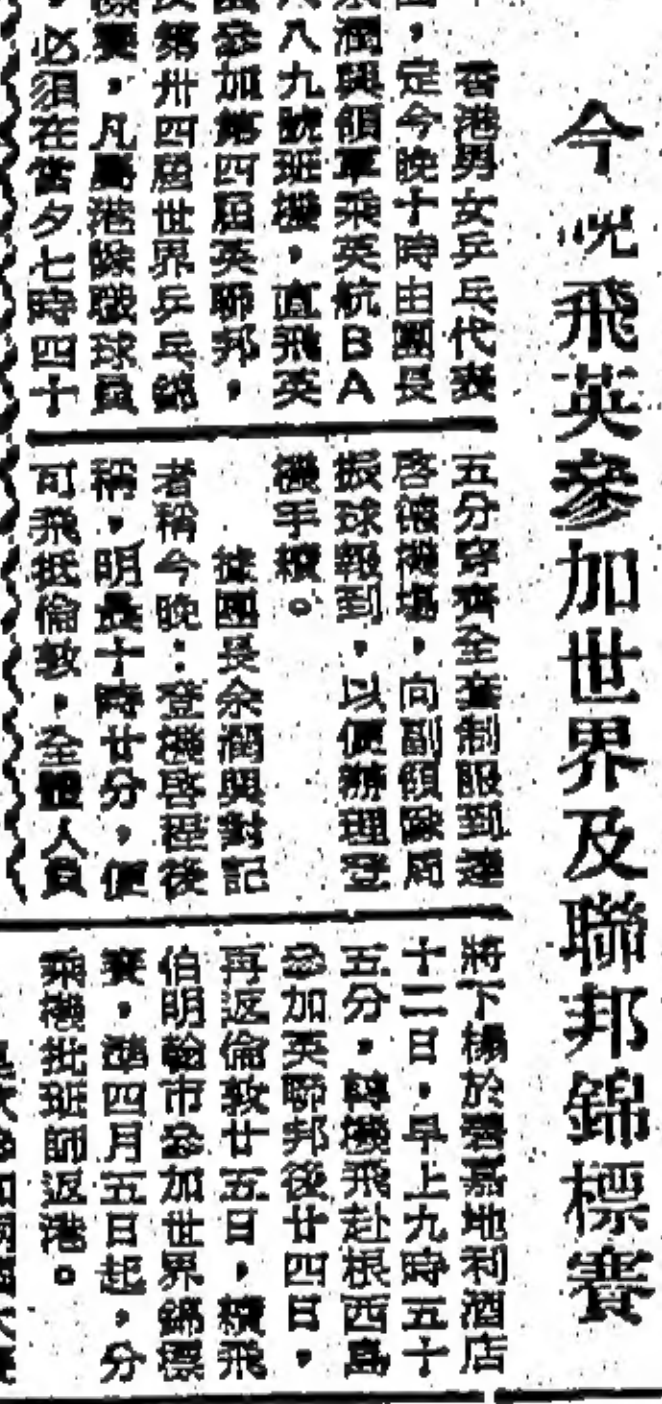 今晚飛英參加世界及聯邦錦標賽
香港男女乒乓代表
，定今晚十時由團長
潤興領軍乘英航BA
八九號班機，直飛英
參加第四屆英聯邦，
第卅四屆世界乒乓錦
賽。凡屬港隊職球員
必須在當夕七時四十
五分穿齊全套制服到達
啓德機場，向副領隊周
振球報到，以便辦理登
機手續。
據團長余潤興對記
者稱今晚：登機啓程後
稱，明晨十時廿分，便
可飛抵倫敦，全體人員
將下榻於碧嘉地利酒店
十二日，早上九時五十
五分，轉機飛赴根西島
參加英聯邦後廿四日，
再返倫敦廿五日，續飛
伯明翰市參加世界錦標
賽，準四月五日起，分
乘機批班師返港。